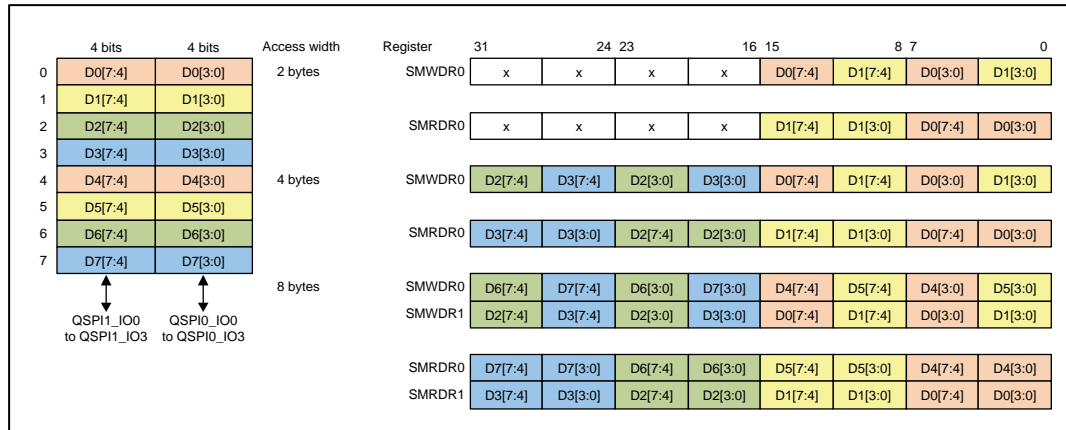 4 bits 4 bits Access width Register 31 24 23 16 15 8 7 0
0 D0[7:4] D0[3:0] 2 bytes SMWDR0 x x x x D0[7:4] D1[7:4] D0[3:0] D1[3:0]
1 D1[7:4] D1[3:0]
2 D2[7:4] D2[3:0] SMRDR0 x x x x D1[7:4] D1[3:0] D0[7:4] D0[3:0]
3 D3[7:4] D3[3:0]
4 D4[7:4] D4[3:0] 4 bytes SMWDR0 D2[7:4] D3[7:4] D2[3:0] D3[3:0] D0[7:4] D1[7:4] D0[3:0] D1[3:0]
5 D5[7:4] D5[3:0]
6 D6[7:4] D6[3:0] SMRDR0 D3[7:4] D3[3:0] D2[7:4] D2[3:0] D1[7:4] D1[3:0] D0[7:4] D0[3:0]
7 D7[7:4] D7[3:0]
8 bytes SMWDR0 D6[7:4] D7[7:4] D6[3:0] D7[3:0] D4[7:4] D5[7:4] D4[3:0] D5[3:0]
QSPI1_IO0 QSPI0_IO0 SMWDR1 D2[7:4] D3[7:4] D2[3:0] D3[3:0] D0[7:4] D1[7:4] D0[3:0] D1[3:0]
to QSPI1_IO3 to QSPI0_IO3
SMRDR0 D7[7:4] D7[3:0] D6[7:4] D6[3:0] D5[7:4] D5[3:0] D4[7:4] D4[3:0]
SMRDR1 D3[7:4] D3[3:0] D2[7:4] D2[3:0] D1[7:4] D1[3:0] D0[7:4] D0[3:0]